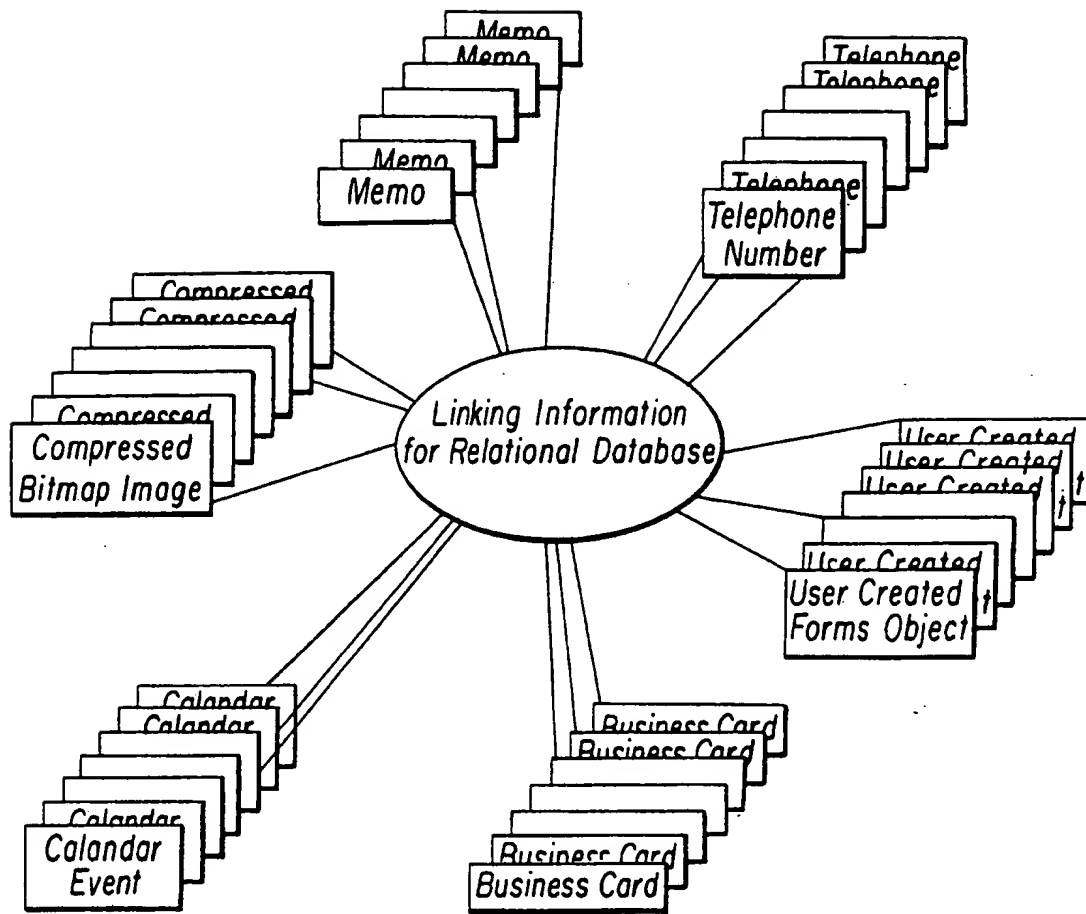 Memo
Memo
Memo
Memo
Telephone
Telephone
Telephone
Telephone
Number
Compressed
Compressed
Compressed
Compressed
Bitmap Image
Linking Information
for Relational Database
User Created
User Created
User Created
t
t
User Created
t
User Created
Forms Object
Calandar
Calandar
Calandar
Calandar
Event
Business Card
Business Card
Business Card
Business Card